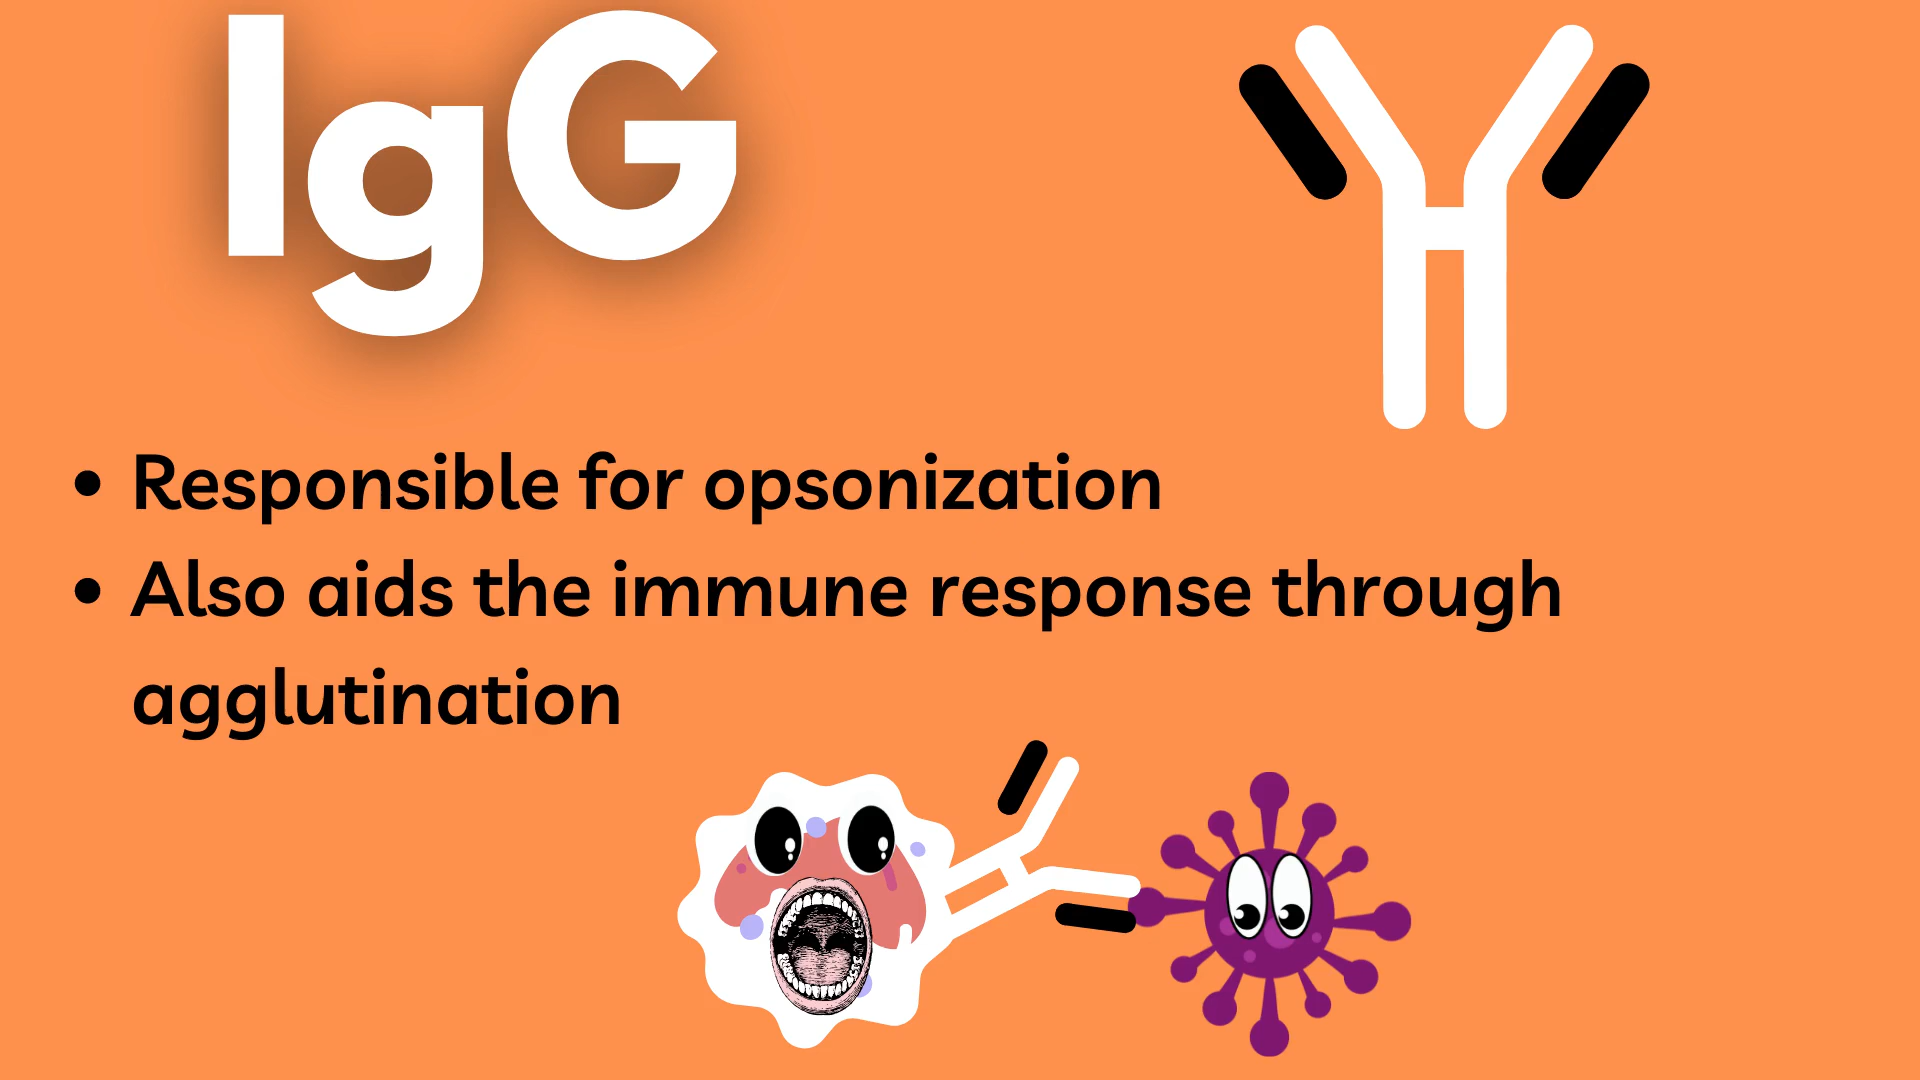 IgG
• Responsible for opsonization
• Also aids the immune response through
agglutination